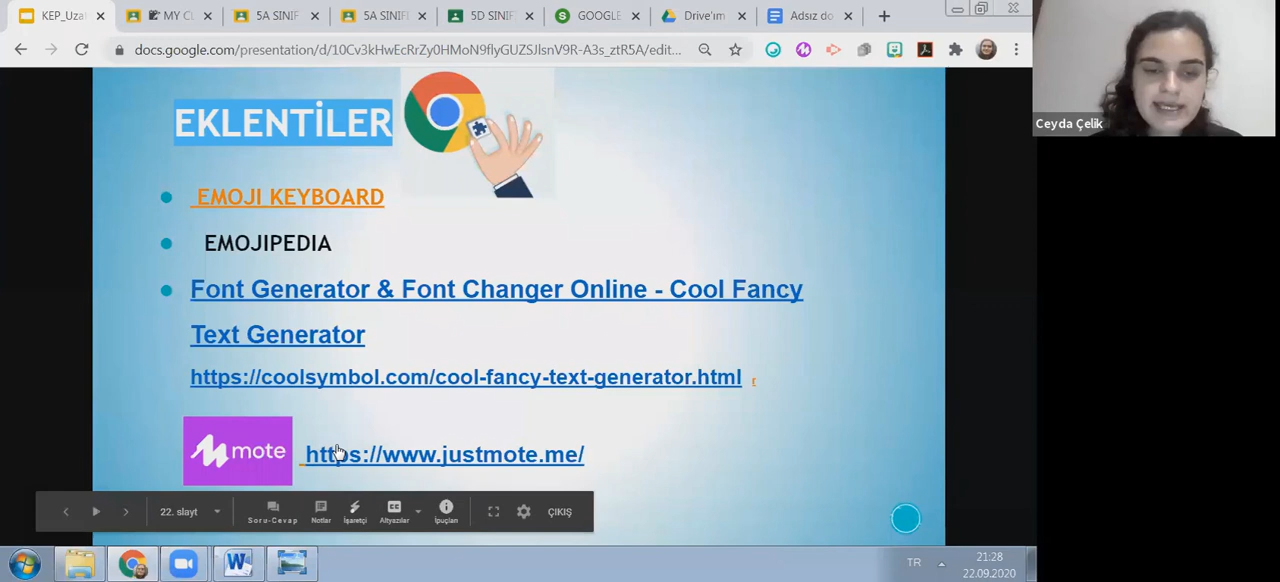 KEP_Uza
MY C
5A SINIF
5A SINIF
5D SINIF
GOOGLE
Drive'ım
Adsız do
docs.google.com/presentation/d/10Cv3kHwEcRrZy0HMoN9flyGUZSJlsnV9R-A3s_ztR5A/edit...
Ceyda Çelik
EKLENTİLER
EMOJI KEYBOARD
EMOJIPEDIA
Font Generator & Font Changer Online - Cool Fancy
Text Generator
https://coolsymbol.com/cool-fancy-text-generator.html r
mote https://www.justmote.me/
22. slayt
Soru-Cevap Notlar İşaretçi Altyazılar İpuçları ÇIKIŞ
TR
21:28
22.09.2020